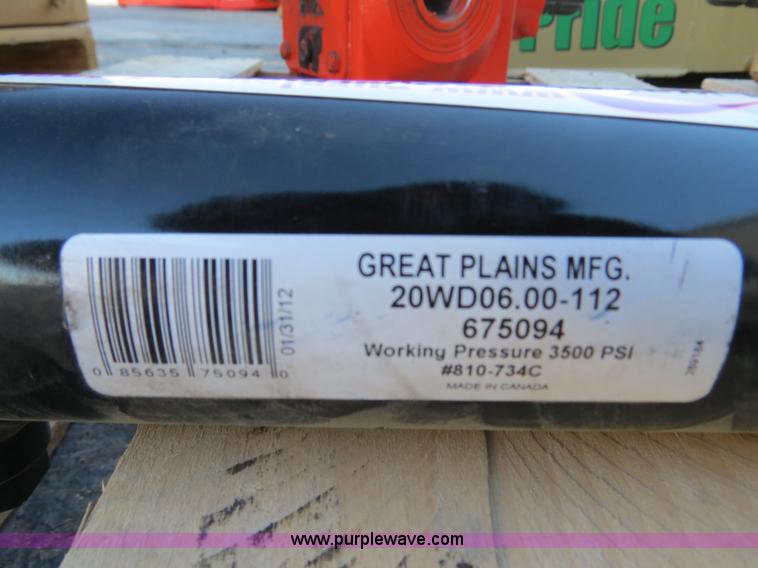 Pride
GREAT PLAINS MFG.
20WD06.00-112
675094
Working Pressure 3500 PSI
#810-734C
MADE IN CANADA
01/31/12
0 85635 75094 0
www.purplewave.com